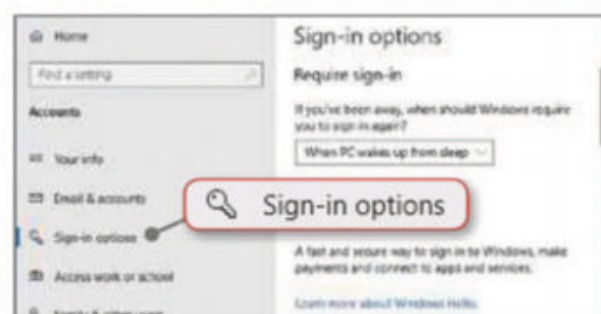 Home
Find a setting
Accounts
Your info
Email & accounts
Sign-in options
Access work or school
Sign-in options
Sign-in options
Require sign-in
If you've been away, when should Windows require
you to sign in again?
When PC wakes up from sleep
A fast and secure way to sign in to Windows, make
payments and connect to apps and services.
Learn more about Windows Hello.